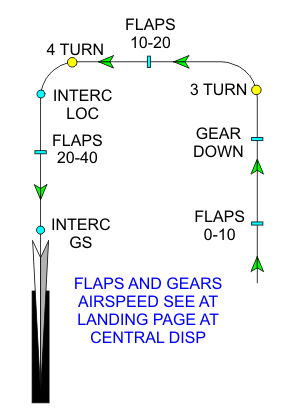 FLAPS
10-20
4 TURN
3 TURN
INTERC
LOC
FLAPS
20-40
GEAR
DOWN
INTERC
GS
FLAPS
0-10
FLAPS AND GEARS
AIRSPEED SEE AT
LANDING PAGE AT
CENTRAL DISP